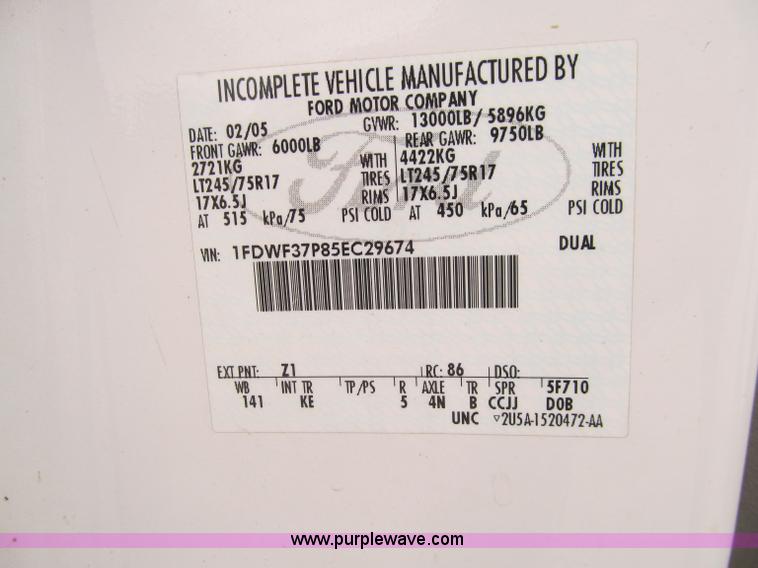 INCOMPLETE VEHICLE MANUFACTURED BY
FORD MOTOR COMPANY
DATE: 02/05 GVWR: 13000LB / 5896KG
FRONT GAWR: 6000LB REAR GAWR: 9750LB
2721KG WITH 4422KG WITH
LT245/75R17 TIRES LT245/75R17 TIRES
17X6.5J RIMS 17X6.5J RIMS
AT 515 kPa/75 PSI COLD AT 450 kPa/65 PSI COLD
Ford
VIN: 1FDWF37P85EC29674 DUAL
EXT PNT: Z1 RC: 86 DSO:
WB INT TR TP/PS R AXLE TR SPR 5F710
141 KE 5 4N B CCJJ DOB
UNC ▽2U5A-1520472-AA
www.purplewave.com